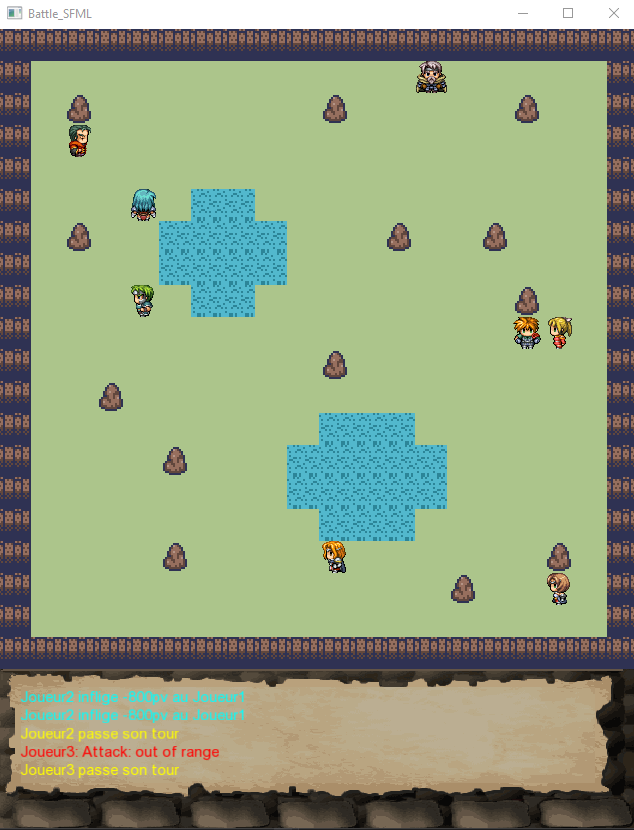 Battle_SFML
Joueur2 inflige -800pv au Joueur1
Joueur2 inflige -800pv au Joueur1
Joueur2 passe son tour
Joueur3: Attack: out of range
Joueur3 passe son tour